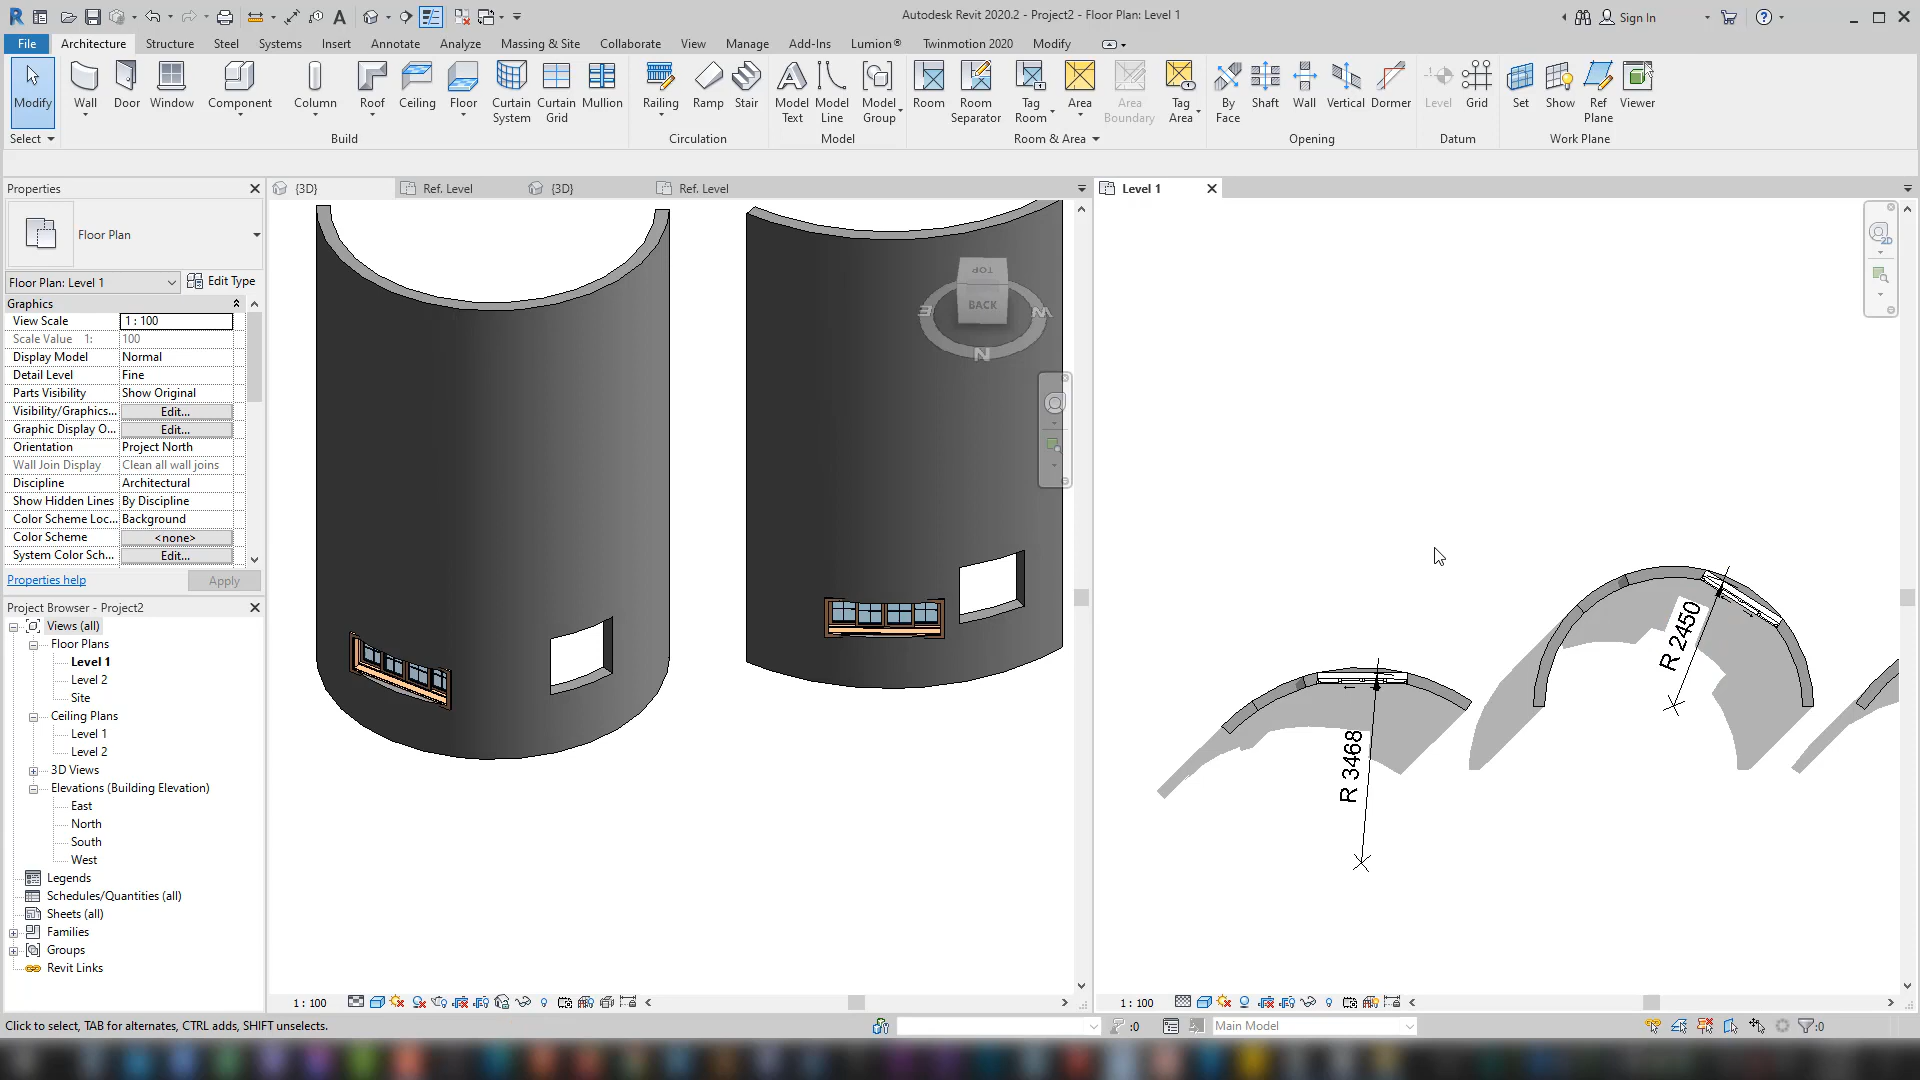 Autodesk Revit 2020.2 - Project2 - Floor Plan: Level 1
Sign In
File Architecture Structure Steel Systems Insert Annotate Analyze Massing & Site Collaborate View Manage Add-Ins Lumion® Twinmotion 2020 Modify
Modify Wall Door Window Component Column Roof Ceiling Floor Curtain System Curtain Grid Mullion Railing Ramp Stair Model Text Model Line Model Group Room Room Separator Tag Room Area Area Boundary Tag Area By Face Shaft Wall Vertical Dormer Level Grid Set Show Ref Plane Viewer
Select Build Circulation Model Room & Area Opening Datum Work Plane
Properties
{3D} Ref. Level {3D} Ref. Level
Level 1
Floor Plan
Floor Plan: Level 1 Edit Type
Graphics
View Scale 1 : 100
Scale Value 1: 100
Display Model Normal
Detail Level Fine
Parts Visibility Show Original
Visibility/Graphics... Edit...
Graphic Display O... Edit...
Orientation Project North
Wall Join Display Clean all wall joins
Discipline Architectural
Show Hidden Lines By Discipline
Color Scheme Loc... Background
Color Scheme <none>
System Color Sch... Edit...
Properties help Apply
Project Browser - Project2
Views (all)
Floor Plans
Level 1
Level 2
Site
Ceiling Plans
Level 1
Level 2
3D Views
Elevations (Building Elevation)
East
North
South
West
Legends
Schedules/Quantities (all)
Sheets (all)
Families
Groups
Revit Links
TOP
BACK
E
W
N
2D
R 3468
R 2450
1 : 100
1 : 100
Click to select, TAB for alternates, CTRL adds, SHIFT unselects.
:0
Main Model
:0